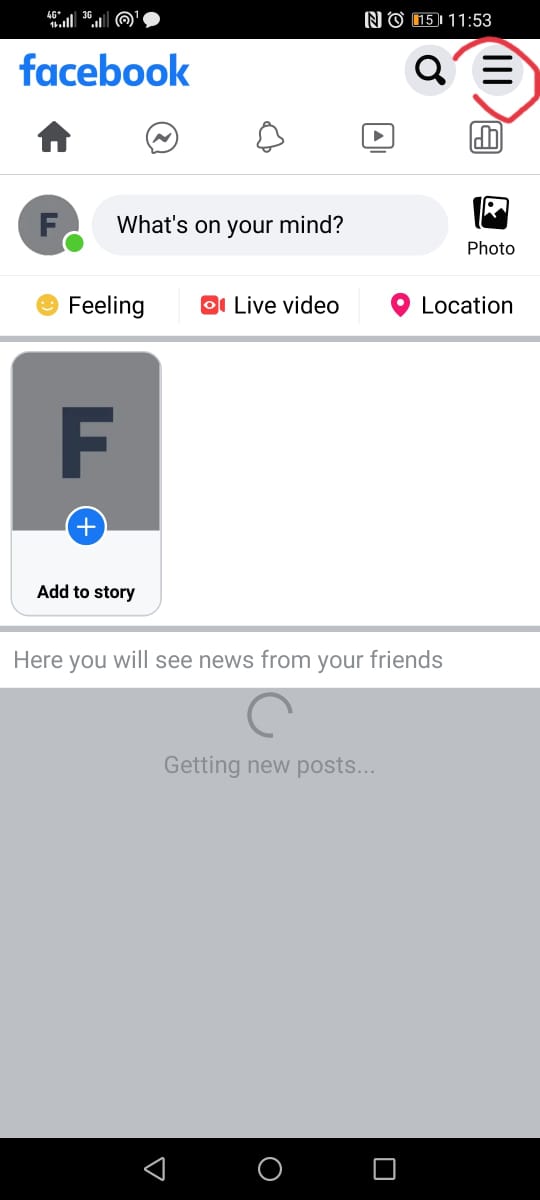 4G+ 3G 1 15 11:53
facebook
F What's on your mind?
Photo
Feeling Live video Location
F
Add to story
Here you will see news from your friends
Getting new posts...